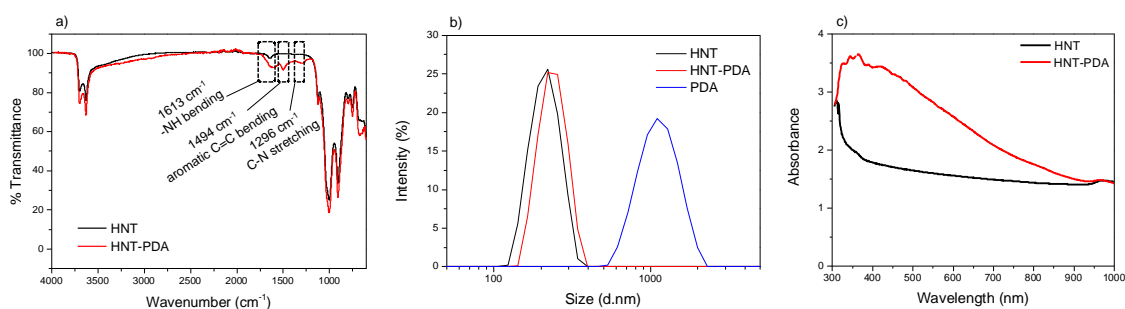 a)
% Transmittance
100
80
60
40
20
0
1613 cm⁻¹
-NH bending
1494 cm⁻¹
aromatic C=C bending
1296 cm⁻¹
C-N stretching
HNT
HNT-PDA
4000 3500 3000 2500 2000 1500 1000
Wavenumber (cm⁻¹)
b)
Intensity (%)
30
25
20
15
10
5
0
HNT
HNT-PDA
PDA
100 1000
Size (d.nm)
c)
Absorbance
5
4
3
2
1
0
HNT
HNT-PDA
300 400 500 600 700 800 900 1000
Wavelength (nm)